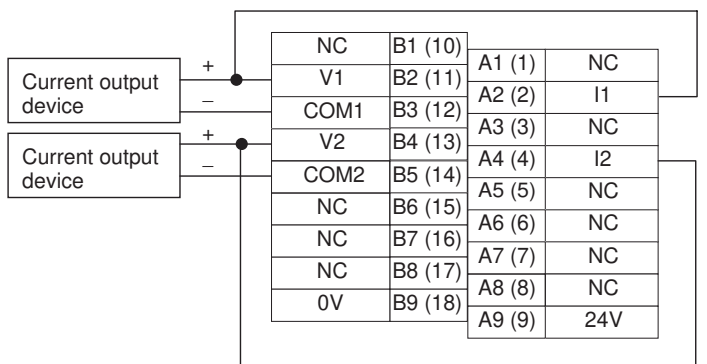 Current output
device
+
−
Current output
device
+
−
NC B1 (10)
V1 B2 (11)
COM1 B3 (12)
V2 B4 (13)
COM2 B5 (14)
NC B6 (15)
NC B7 (16)
NC B8 (17)
0V B9 (18)
A1 (1) NC
A2 (2) I1
A3 (3) NC
A4 (4) I2
A5 (5) NC
A6 (6) NC
A7 (7) NC
A8 (8) NC
A9 (9) 24V